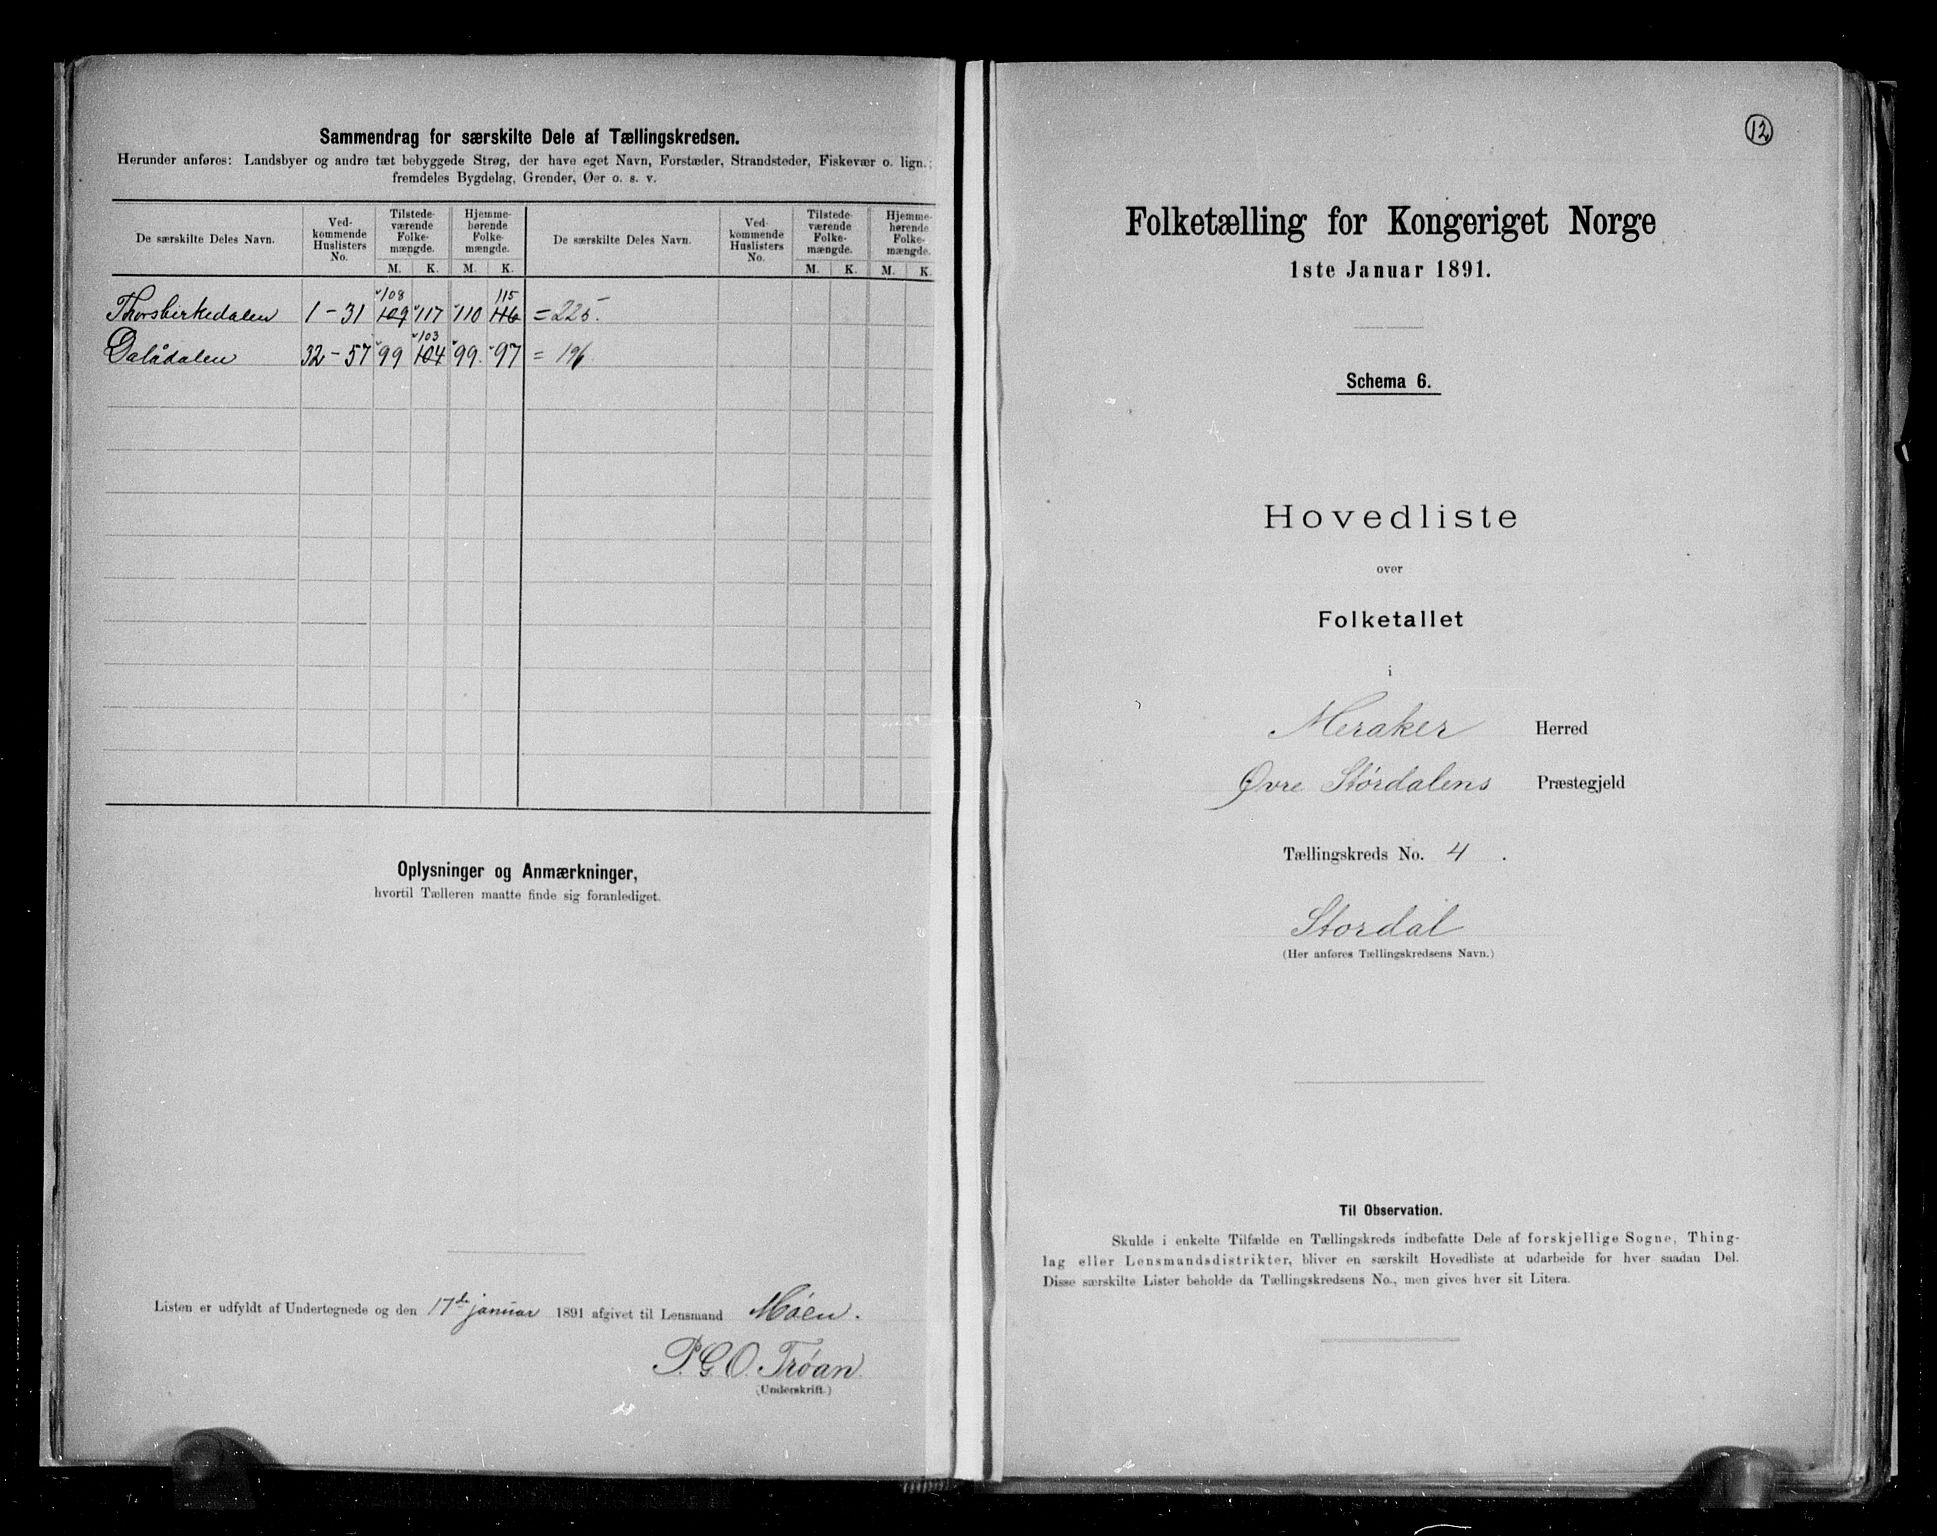 Sammendrag for særskilte Dele af Tællingskredsen.
Herunder anføres: Landsbyer og andre tæt bebyggede Strøg, der have eget Navn, Forstæder, Strandsteder, Fiskevær o. lign.;
fremdeles Bygdelag, Grender, Øer o. s. v.
De særskilte Deles Navn. Ved-kommende Huslisters No. Tilstede-værende Folke-mængde. Hjemme-hørende Folke-mængde. De særskilte Deles Navn. Ved-kommende Huslisters No. Tilstede-værende Folke-mængde. Hjemme-hørende Folke-mængde.
M. K. M. K. M. K. M. K.
108 115
Thorsbirkedalen 1-31 109 117 110 116 = 225.
103
Dalådalen 32-57 99 104 99. 97 = 196
Oplysninger og Anmærkninger,
hvortil Tælleren maatte finde sig foranlediget.
Listen er udfyldt af Undertegnede og den 17de januar 1891 afgivet til Lensmand Moen.
P. G. O. Trøan
(Underskrift.)
12
Folketælling for Kongeriget Norge
1ste Januar 1891.
Schema 6.
Hovedliste
over
Folketallet
i
Meraker Herred
Øvre Størdalens Præstegjeld
Tællingskreds No. 4.
Stordal
(Her anføres Tællingskredsens Navn.)
Til Observation.
Skulde i enkelte Tilfælde en Tællingskreds indbefatte Dele af forskjellige Sogne, Thing-
lag eller Lensmandsdistrikter, bliver en særskilt Hovedliste at udarbeide for hver saadan Del.
Disse særskilte Lister beholde da Tællingskredsens No., men gives hver sit Litera.